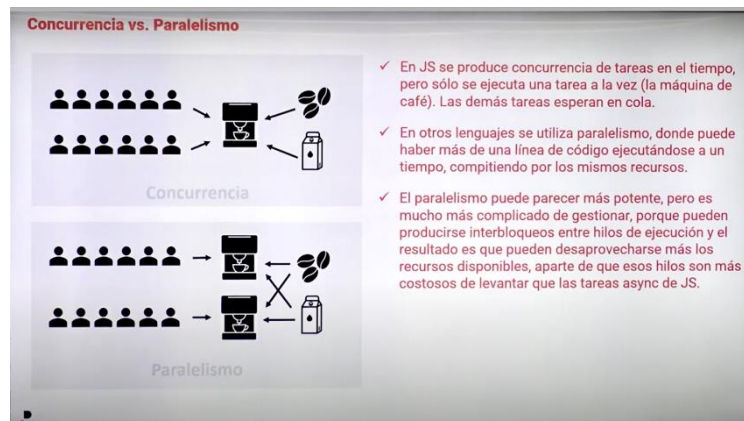 Concurrencia vs. Paralelismo
Concurrencia
Paralelismo
✓ En JS se produce concurrencia de tareas en el tiempo,
pero sólo se ejecuta una tarea a la vez (la máquina de
café). Las demás tareas esperan en cola.
✓ En otros lenguajes se utiliza paralelismo, donde puede
haber más de una línea de código ejecutándose a un
tiempo, compitiendo por los mismos recursos.
✓ El paralelismo puede parecer más potente, pero es
mucho más complicado de gestionar, porque pueden
producirse interbloqueos entre hilos de ejecución y el
resultado es que pueden desaprovecharse más los
recursos disponibles, aparte de que esos hilos son más
costosos de levantar que las tareas async de JS.